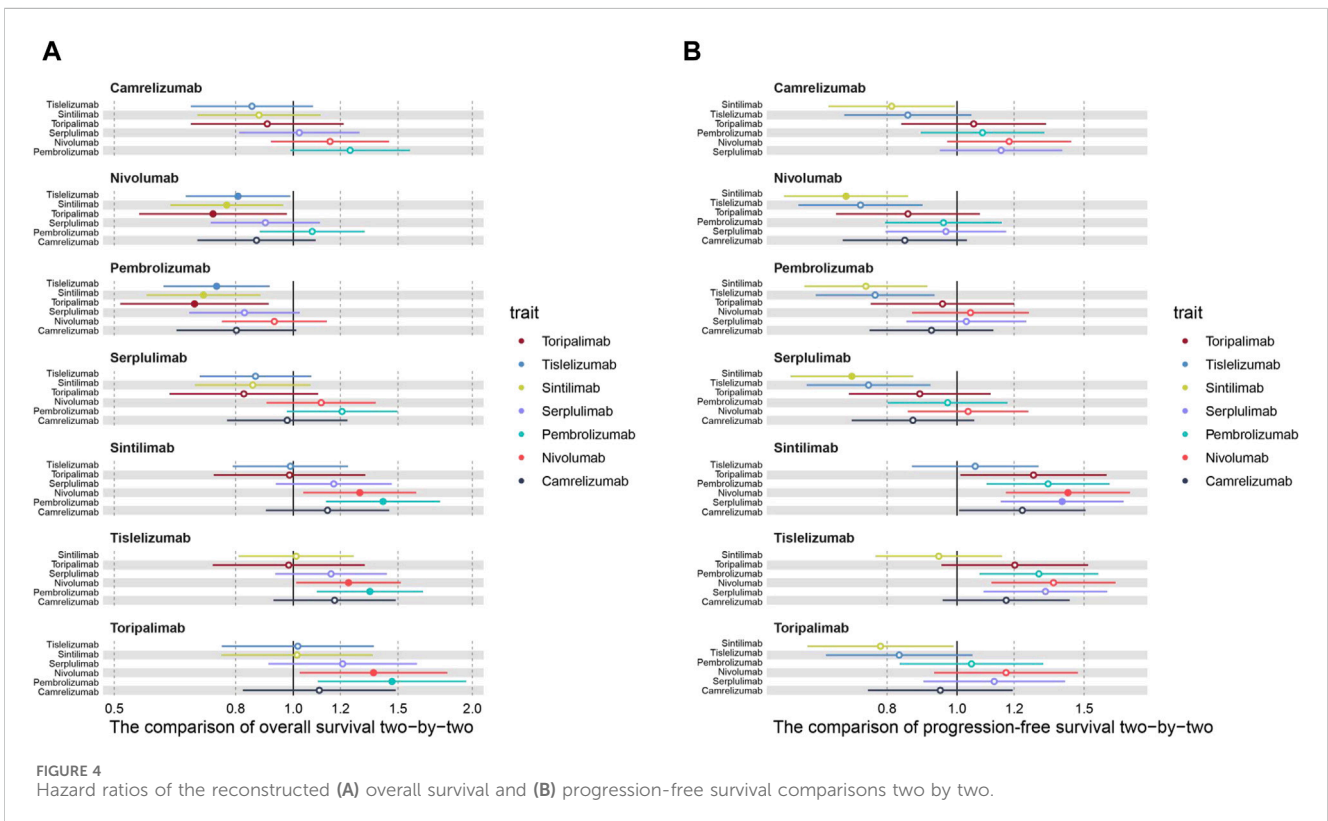 A
Camrelizumab
Tislelizumab
Sintilimab
Toripalimab
Serplulimab
Nivolumab
Pembrolizumab
Nivolumab
Tislelizumab
Sintilimab
Toripalimab
Serplulimab
Pembrolizumab
Camrelizumab
Pembrolizumab
Tislelizumab
Sintilimab
Toripalimab
Serplulimab
Nivolumab
Camrelizumab
Serplulimab
Tislelizumab
Sintilimab
Toripalimab
Nivolumab
Pembrolizumab
Camrelizumab
Sintilimab
Tislelizumab
Toripalimab
Serplulimab
Nivolumab
Pembrolizumab
Camrelizumab
Tislelizumab
Sintilimab
Toripalimab
Serplulimab
Nivolumab
Pembrolizumab
Camrelizumab
Toripalimab
Tislelizumab
Sintilimab
Serplulimab
Nivolumab
Pembrolizumab
Camrelizumab
0.5 0.8 1.0 1.2 1.5 2.0
The comparison of overall survival two−by−two
trait
Toripalimab
Tislelizumab
Sintilimab
Serplulimab
Pembrolizumab
Nivolumab
Camrelizumab
B
Camrelizumab
Sintilimab
Tislelizumab
Toripalimab
Pembrolizumab
Nivolumab
Serplulimab
Nivolumab
Sintilimab
Tislelizumab
Toripalimab
Pembrolizumab
Serplulimab
Camrelizumab
Pembrolizumab
Sintilimab
Tislelizumab
Toripalimab
Nivolumab
Serplulimab
Camrelizumab
Serplulimab
Sintilimab
Tislelizumab
Toripalimab
Pembrolizumab
Nivolumab
Camrelizumab
Sintilimab
Tislelizumab
Toripalimab
Pembrolizumab
Nivolumab
Serplulimab
Camrelizumab
Tislelizumab
Sintilimab
Toripalimab
Pembrolizumab
Nivolumab
Serplulimab
Camrelizumab
Toripalimab
Sintilimab
Tislelizumab
Pembrolizumab
Nivolumab
Serplulimab
Camrelizumab
0.8 1.0 1.2 1.5
The comparison of progression−free survival two−by−two
trait
Toripalimab
Tislelizumab
Sintilimab
Serplulimab
Pembrolizumab
Nivolumab
Camrelizumab
FIGURE 4
Hazard ratios of the reconstructed (A) overall survival and (B) progression-free survival comparisons two by two.